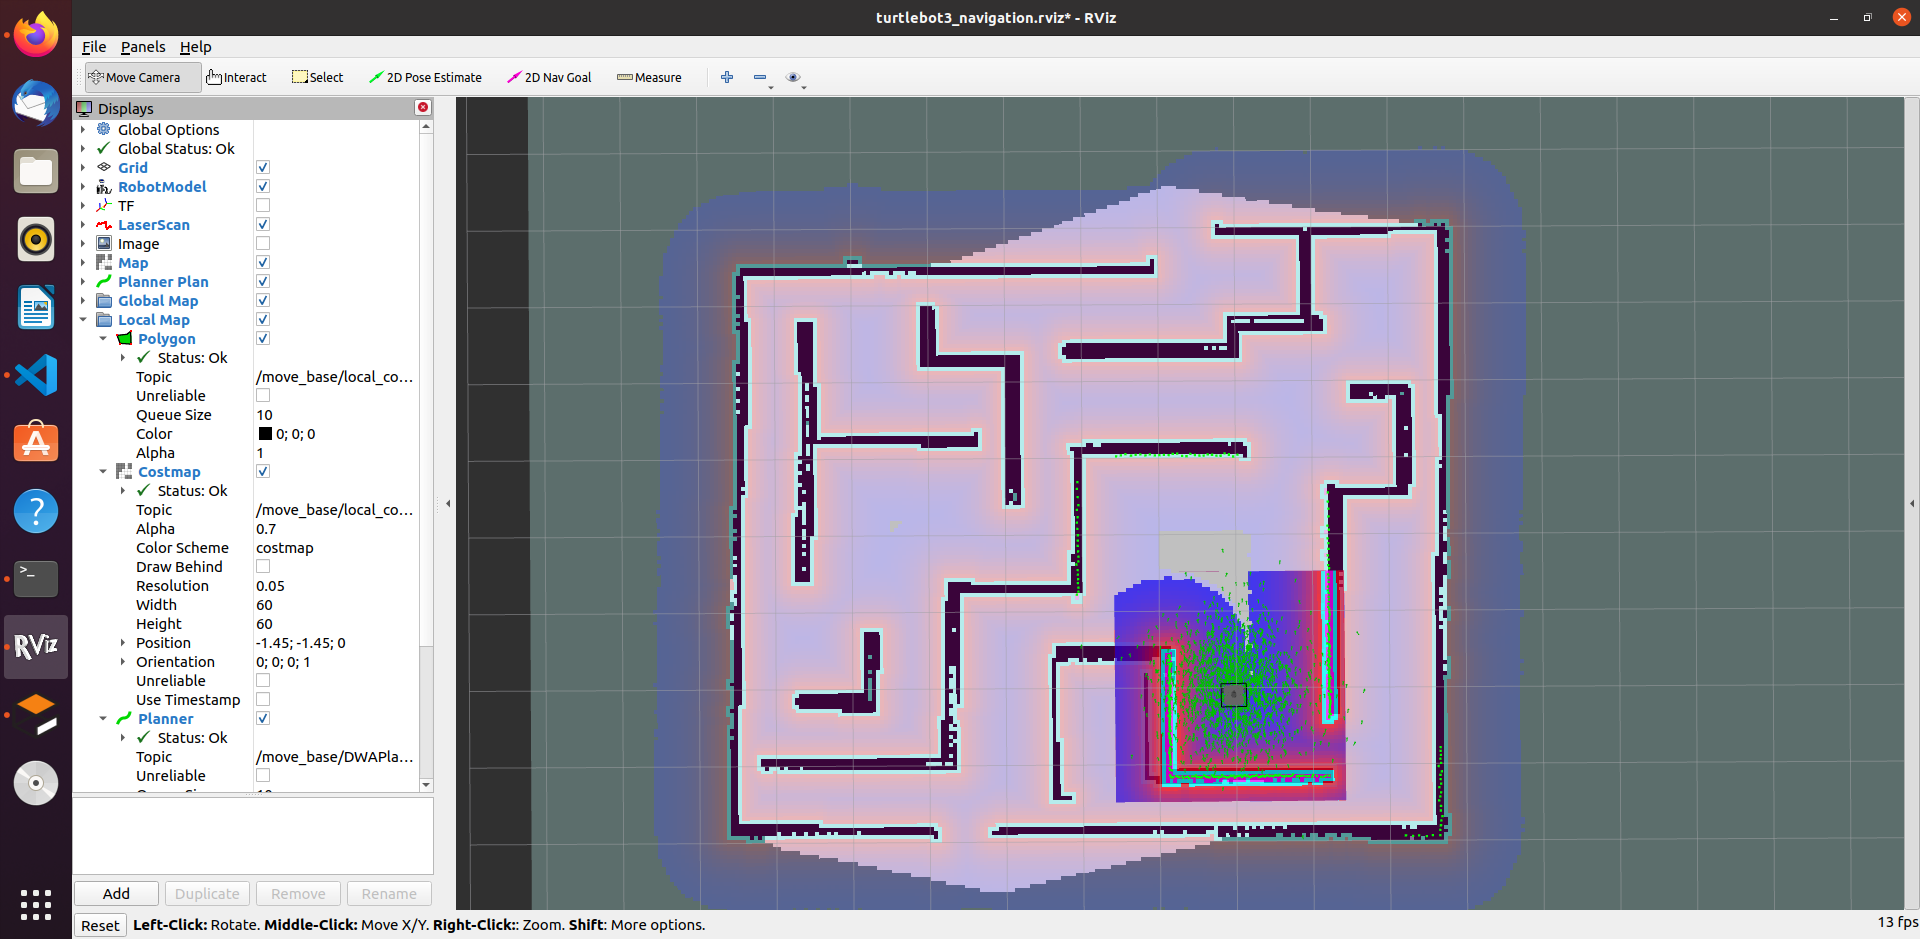 turtlebot3_navigation.rviz* - RViz
File Panels Help
Move Camera Interact Select 2D Pose Estimate 2D Nav Goal Measure
Displays
Global Options
Global Status: Ok
Grid
RobotModel
TF
LaserScan
Image
Map
Planner Plan
Global Map
Local Map
Polygon
Status: Ok
Topic /move_base/local_co...
Unreliable
Queue Size 10
Color 0; 0; 0
Alpha 1
Costmap
Status: Ok
Topic /move_base/local_co...
Alpha 0.7
Color Scheme costmap
Draw Behind
Resolution 0.05
Width 60
Height 60
Position -1.45; -1.45; 0
Orientation 0; 0; 0; 1
Unreliable
Use Timestamp
Planner
Status: Ok
Topic /move_base/DWAPla...
Unreliable
RViz
Add Duplicate Remove Rename
Reset Left-Click: Rotate. Middle-Click: Move X/Y. Right-Click:: Zoom. Shift: More options. 13 fps